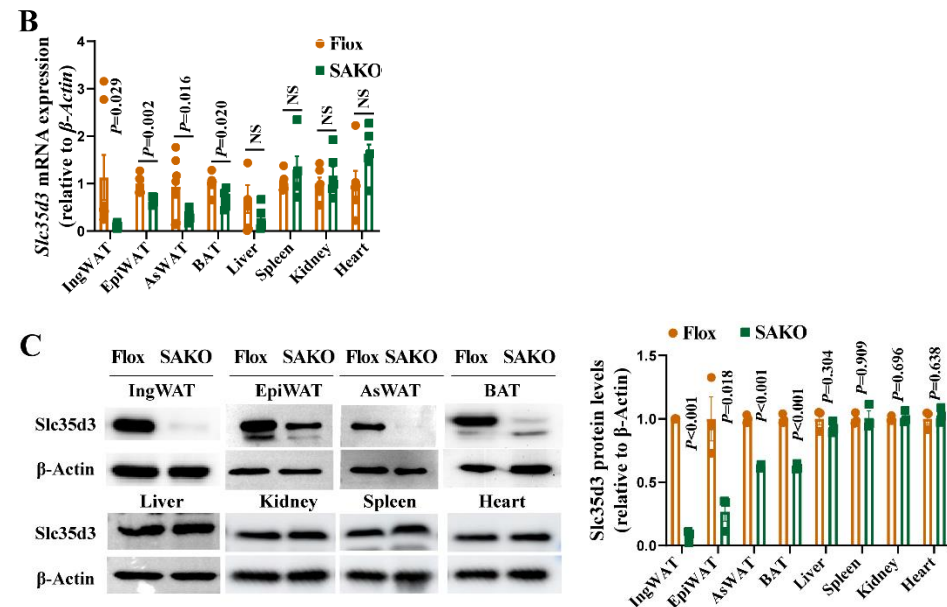 B
Slc35d3 mRNA expression
(relative to β-Actin)
4
3
2
1
0
Flox
SAKO
P=0.029
P=0.002
P=0.016
P=0.020
NS
NS
NS
NS
IngWAT
EpiWAT
AsWAT
BAT
Liver
Spleen
Kidney
Heart
C
Flox SAKO Flox SAKO Flox SAKO Flox SAKO
IngWAT EpiWAT AsWAT BAT
Slc35d3
β-Actin
Liver Kidney Spleen Heart
Slc35d3
β-Actin
Flox SAKO
Slc35d3 protein levels
(relative to β-Actin)
1.5
1.0
0.5
0.0
P<0.001
P=0.018
P<0.001
P<0.001
P=0.304
P=0.909
P=0.696
P=0.638
IngWAT
EpiWAT
AsWAT
BAT
Liver
Spleen
Kidney
Heart